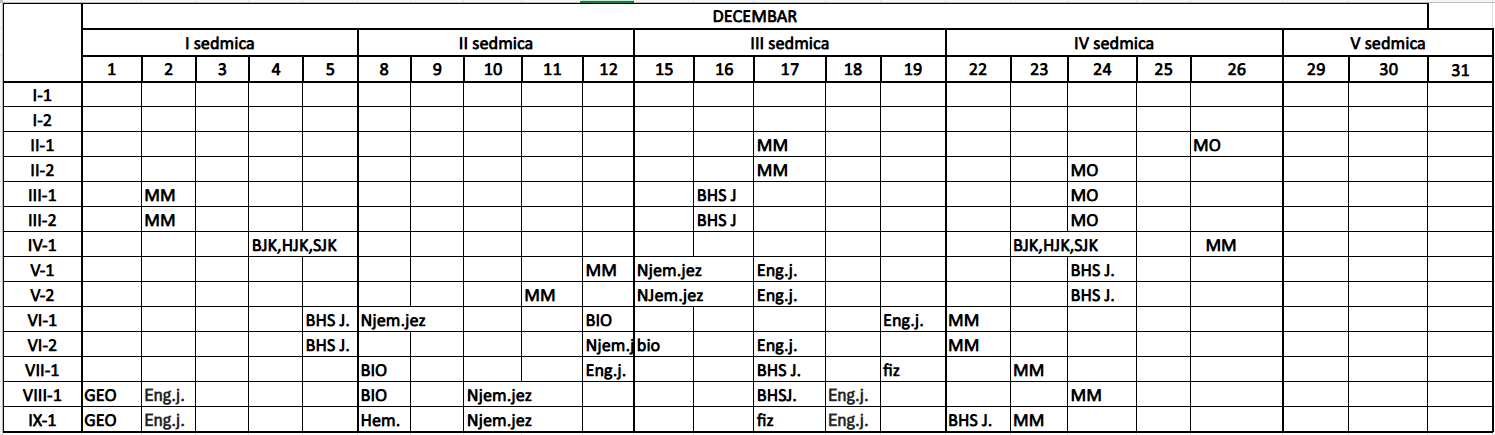 DECEMBAR
I sedmica II sedmica III sedmica IV sedmica V sedmica
1 2 3 4 5 8 9 10 11 12 15 16 17 18 19 22 23 24 25 26 29 30 31
I-1
I-2
II-1 MM MO
II-2 MM MO
III-1 MM BHS J MO
III-2 MM BHS J MO
IV-1 BJK,HJK,SJK BJK,HJK,SJK MM
V-1 MM Njem.jez Eng.j. BHS J.
V-2 MM NJem.jez Eng.j. BHS J.
VI-1 BHS J. Njem.jez BIO Eng.j. MM
VI-2 BHS J. Njem.j bio Eng.j. MM
VII-1 BIO Eng.j. BHS J. fiz MM
VIII-1 GEO Eng.j. BIO Njem.jez BHSJ. Eng.j. MM
IX-1 GEO Eng.j. Hem. Njem.jez fiz Eng.j. BHS J. MM